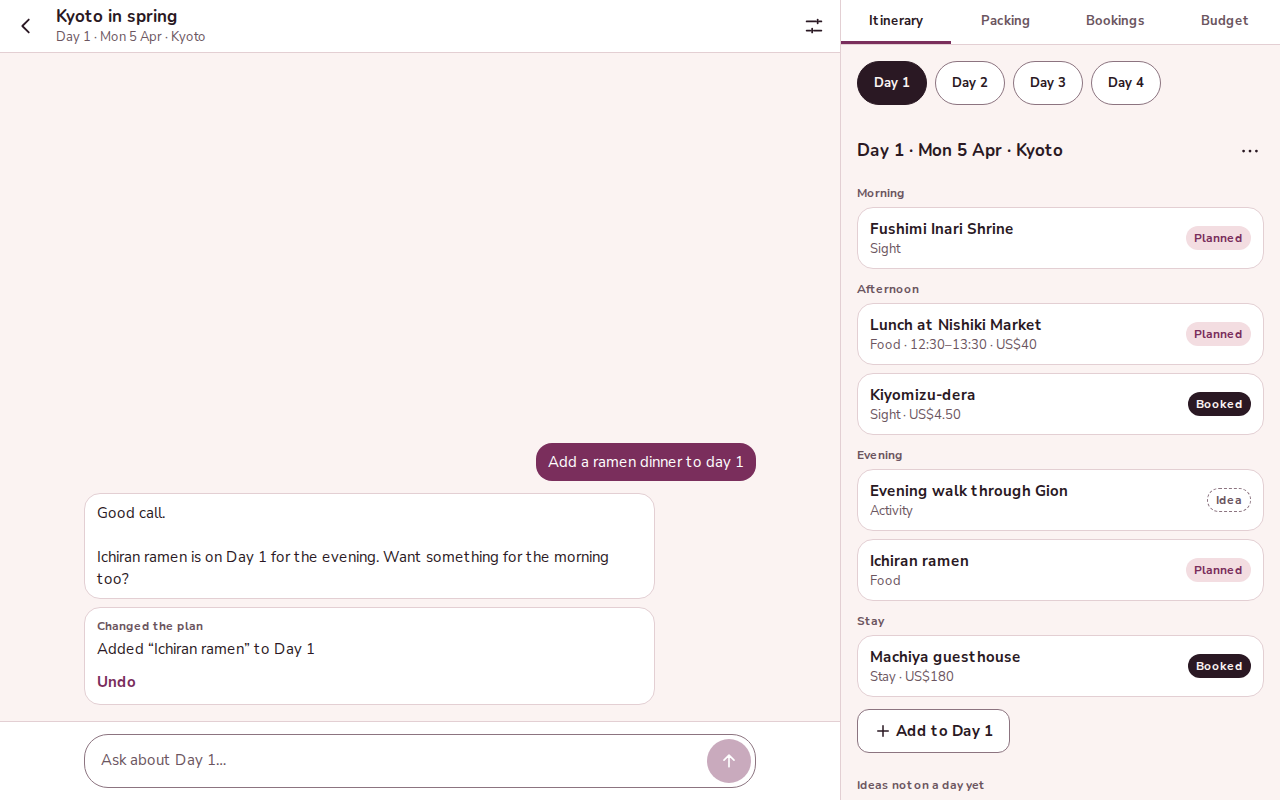 Kyoto in spring
Day 1 · Mon 5 Apr · Kyoto
Add a ramen dinner to day 1
Good call.
Ichiran ramen is on Day 1 for the evening. Want something for the morning
too?
Changed the plan
Added “Ichiran ramen” to Day 1
Undo
Ask about Day 1…
Itinerary
Packing
Bookings
Budget
Day 1
Day 2
Day 3
Day 4
Day 1 · Mon 5 Apr · Kyoto
Morning
Fushimi Inari Shrine
Sight
Planned
Afternoon
Lunch at Nishiki Market
Food · 12:30–13:30 · US$40
Planned
Kiyomizu-dera
Sight · US$4.50
Booked
Evening
Evening walk through Gion
Activity
Idea
Ichiran ramen
Food
Planned
Stay
Machiya guesthouse
Stay · US$180
Booked
Add to Day 1
Ideas not on a day yet